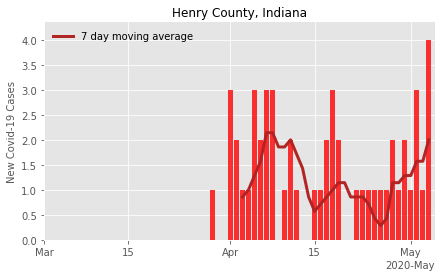 Henry County, Indiana
7 day moving average
New Covid-19 Cases
4.0
3.5
3.0
2.5
2.0
1.5
1.0
0.5
0.0
Mar 15 Apr 15 May
2020-May